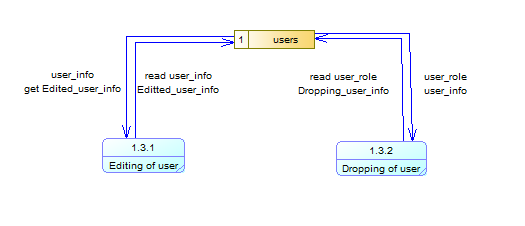 1 users
user_info
get Edited_user_info
read user_info
Editted_user_info
read user_role
Dropping_user_info
user_role
user_info
1.3.1
Editing of user
1.3.2
Dropping of user